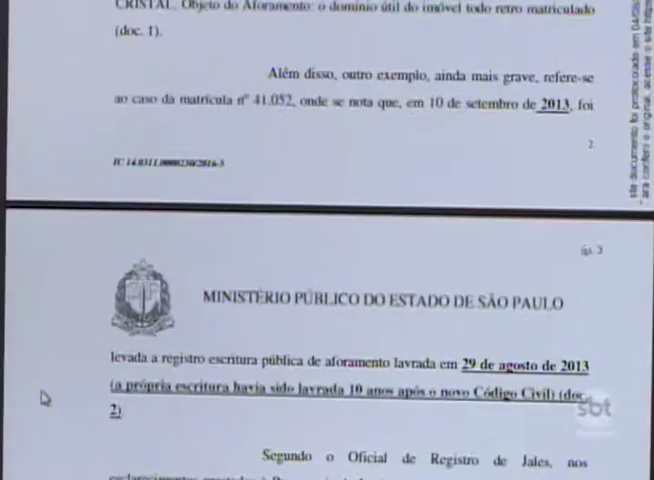 CRISTAL. Objeto do Aforamento: o domínio útil do imóvel todo retro matriculado
(doc. 1).
Além disso, outro exemplo, ainda mais grave, refere-se
ao caso da matrícula nº 41.052, onde se nota que, em 10 de setembro de 2013, foi
2
fls. 3
MINISTÉRIO PÚBLICO DO ESTADO DE SÃO PAULO
levada a registro escritura pública de aforamento lavrada em 29 de agosto de 2013
(a própria escritura havia sido lavrada 10 anos após o novo Código Civil) (doc.
2)
sbt
Segundo o Oficial de Registro de Jales, nos